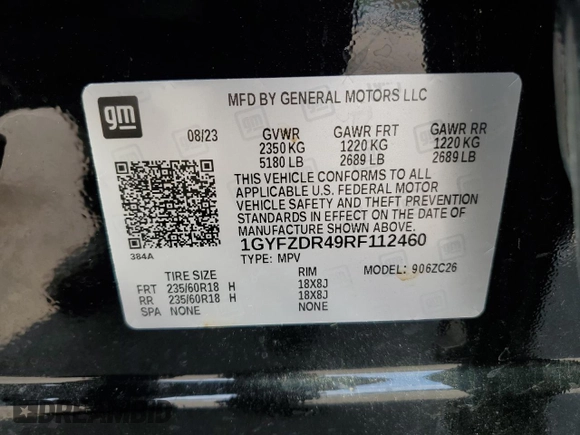 gm
MFD BY GENERAL MOTORS LLC
08/23 GVWR GAWR FRT GAWR RR
2350 KG 1220 KG 1220 KG
5180 LB 2689 LB 2689 LB
THIS VEHICLE CONFORMS TO ALL
APPLICABLE U.S. FEDERAL MOTOR
VEHICLE SAFETY AND THEFT PREVENTION
STANDARDS IN EFFECT ON THE DATE OF
MANUFACTURE SHOWN ABOVE.
384A
1GYFZDR49RF112460
TYPE: MPV MODEL: 906ZC26
TIRE SIZE RIM
FRT 235/60R18 H 18X8J
RR 235/60R18 H 18X8J
SPA NONE NONE
DREAMBID